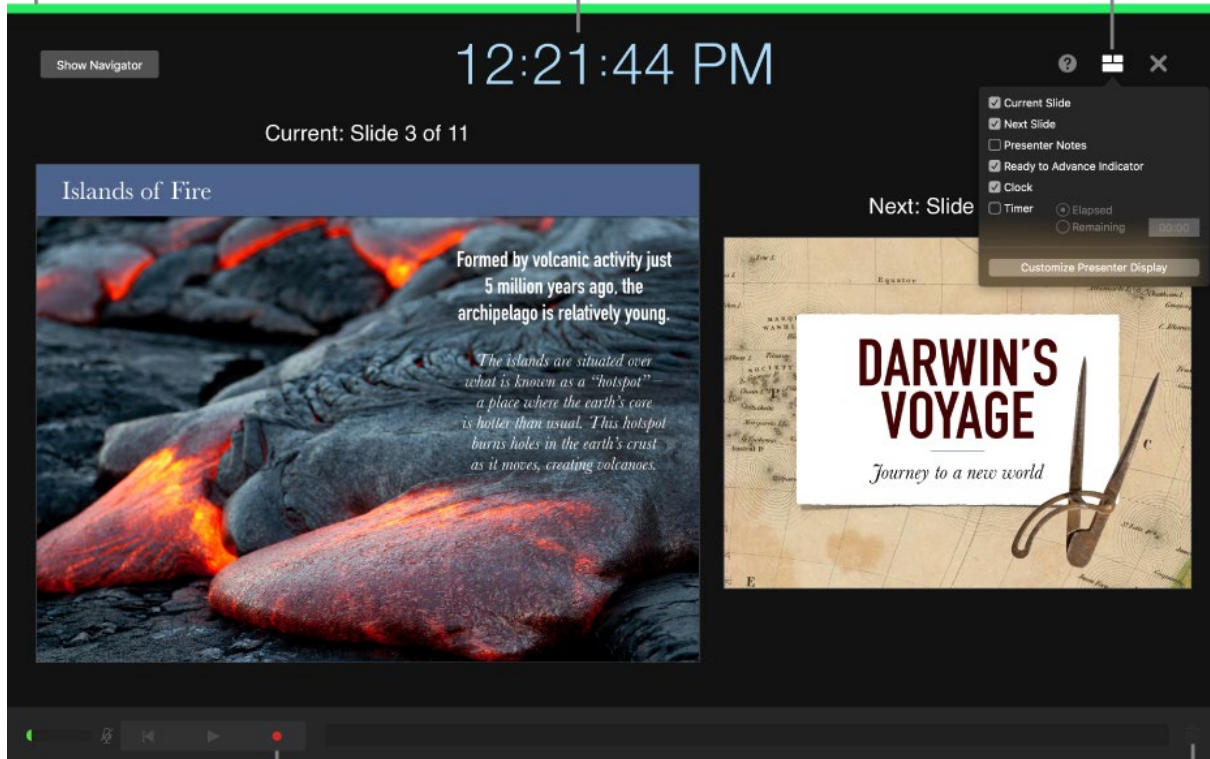 Show Navigator
12:21:44 PM
Current Slide
Next Slide
Presenter Notes
Ready to Advance Indicator
Clock
Timer
Elapsed
Remaining
00:00
Customize Presenter Display
Current: Slide 3 of 11
Next: Slide
Islands of Fire
Formed by volcanic activity just
5 million years ago, the
archipelago is relatively young.
The islands are situated over
what is known as a “hotspot” –
a place where the earth’s core
is hotter than usual. This hotspot
burns holes in the earth’s crust
as it moves, creating volcanoes.
Equator
DARWIN’S
VOYAGE
Journey to a new world
C
E